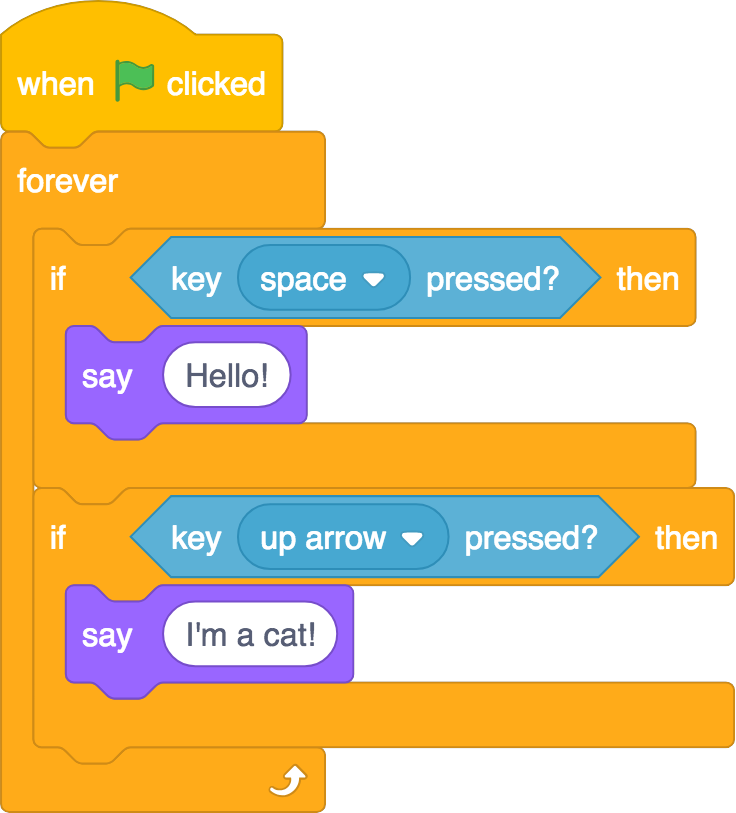 when clicked
forever
if key space pressed? then
say Hello!
if key up arrow pressed? then
say I'm a cat!